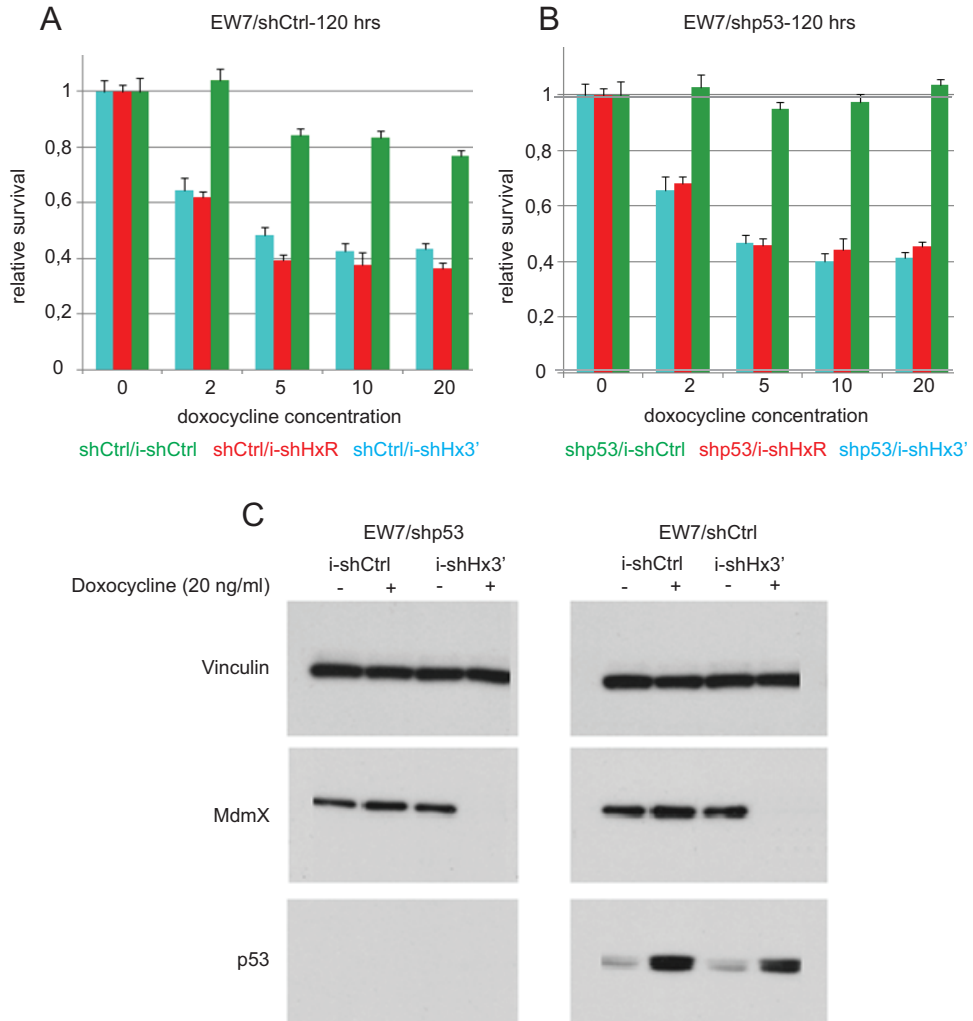 A
EW7/shCtrl-120 hrs
relative survival
1
0,8
0,6
0,4
0,2
0
0 2 5 10 20
doxocycline concentration
shCtrl/i-shCtrl shCtrl/i-shHxR shCtrl/i-shHx3'
B
EW7/shp53-120 hrs
relative survival
1
0,8
0,6
0,4
0,2
0
0 2 5 10 20
doxocycline concentration
shp53/i-shCtrl shp53/i-shHxR shp53/i-shHx3'
C
EW7/shp53 EW7/shCtrl
i-shCtrl i-shHx3' i-shCtrl i-shHx3'
Doxocycline (20 ng/ml) - + - + - + - +
Vinculin
MdmX
p53